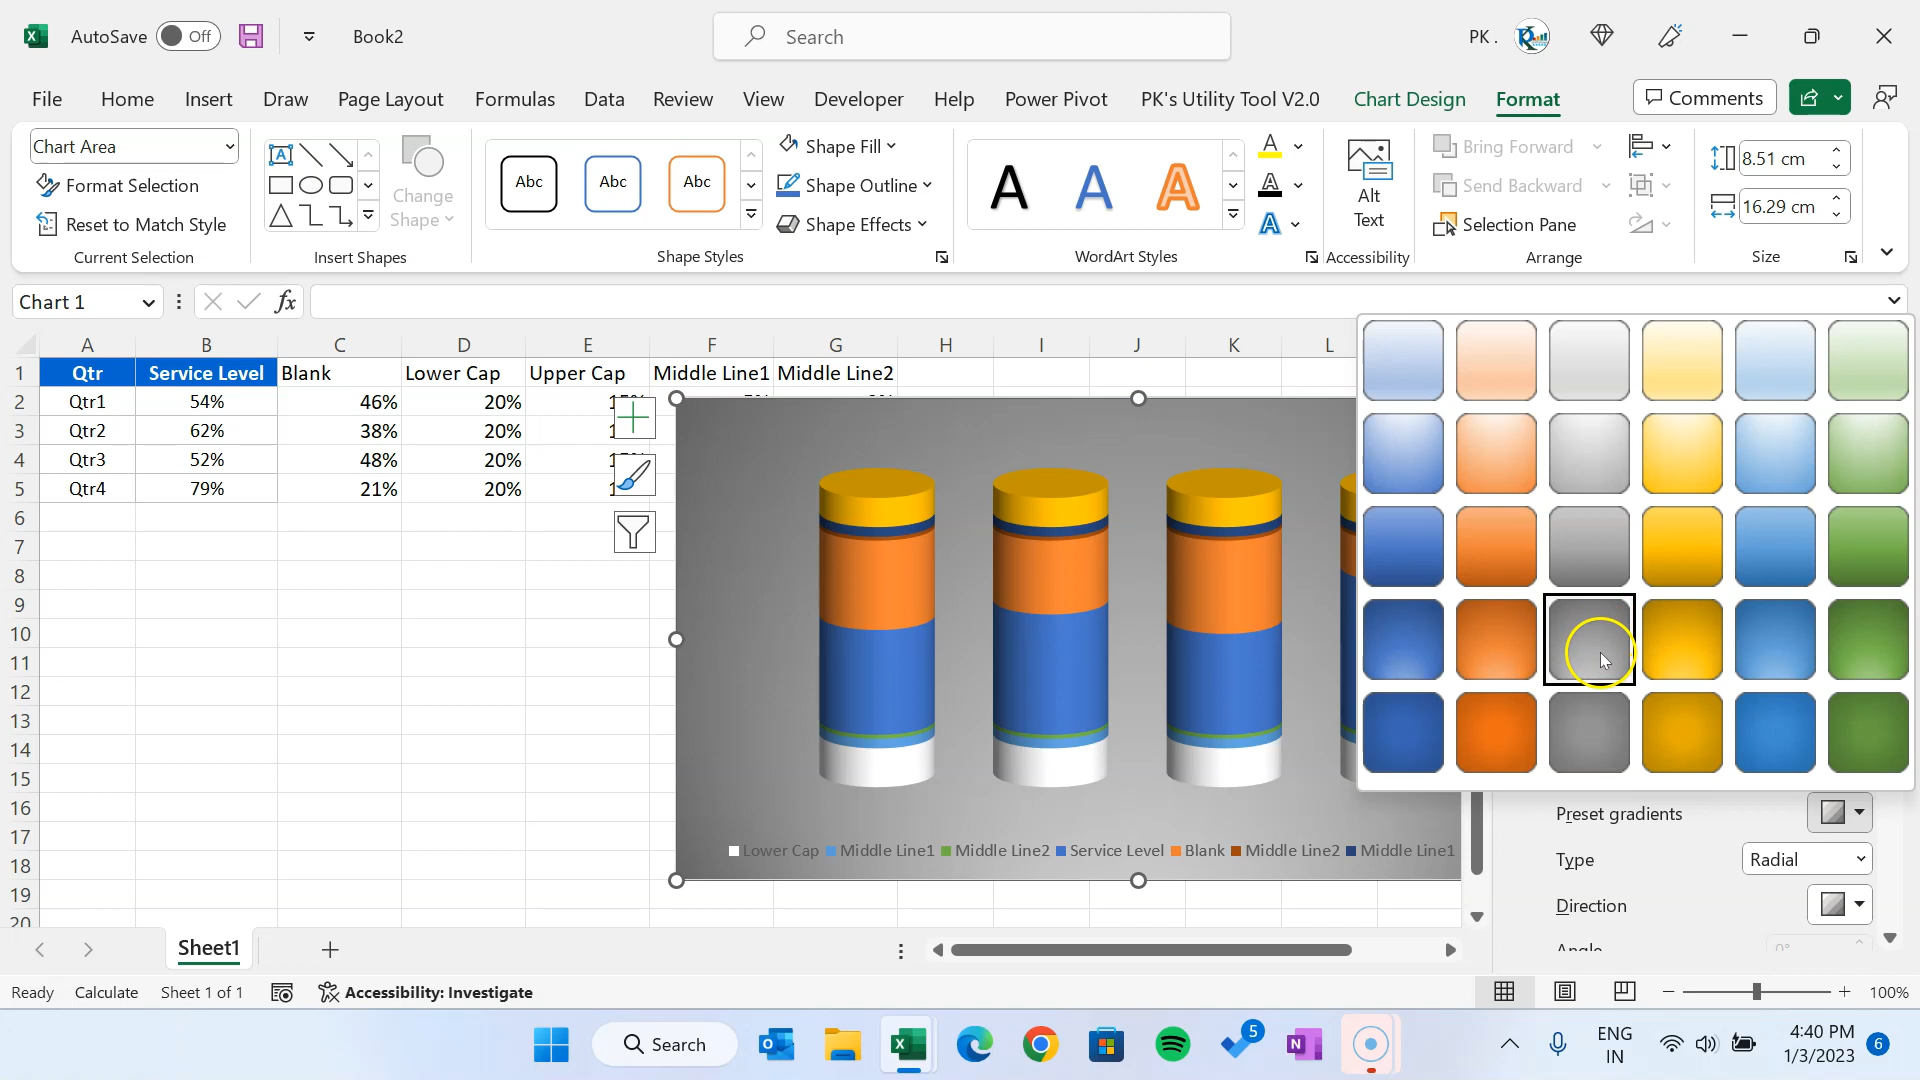 AutoSave Off Book2 Search PK .
File Home Insert Draw Page Layout Formulas Data Review View Developer Help Power Pivot PK's Utility Tool V2.0 Chart Design Format Comments
Chart Area
Format Selection
Reset to Match Style
Current Selection
Change
Shape
Insert Shapes
Abc Abc Abc
Shape Fill
Shape Outline
Shape Effects
Shape Styles
A A A
WordArt Styles
Alt
Text
Accessibility
Bring Forward
Send Backward
Selection Pane
Arrange
8.51 cm
16.29 cm
Size
Chart 1 fx
A B C D E F G H I J K L
1 Qtr Service Level Blank Lower Cap Upper Cap Middle Line1 Middle Line2
2 Qtr1 54% 46% 20%
3 Qtr2 62% 38% 20%
4 Qtr3 52% 48% 20%
5 Qtr4 79% 21% 20%
6
7
8
9
10
11
12
13
14
15
16
17
18
19
20
Lower Cap Middle Line1 Middle Line2 Service Level Blank Middle Line2 Middle Line1
Preset gradients
Type Radial
Direction
Angle 0°
Sheet1
Ready Calculate Sheet 1 of 1 Accessibility: Investigate 100%
Search 5 ENG
IN
4:40 PM
1/3/2023
6